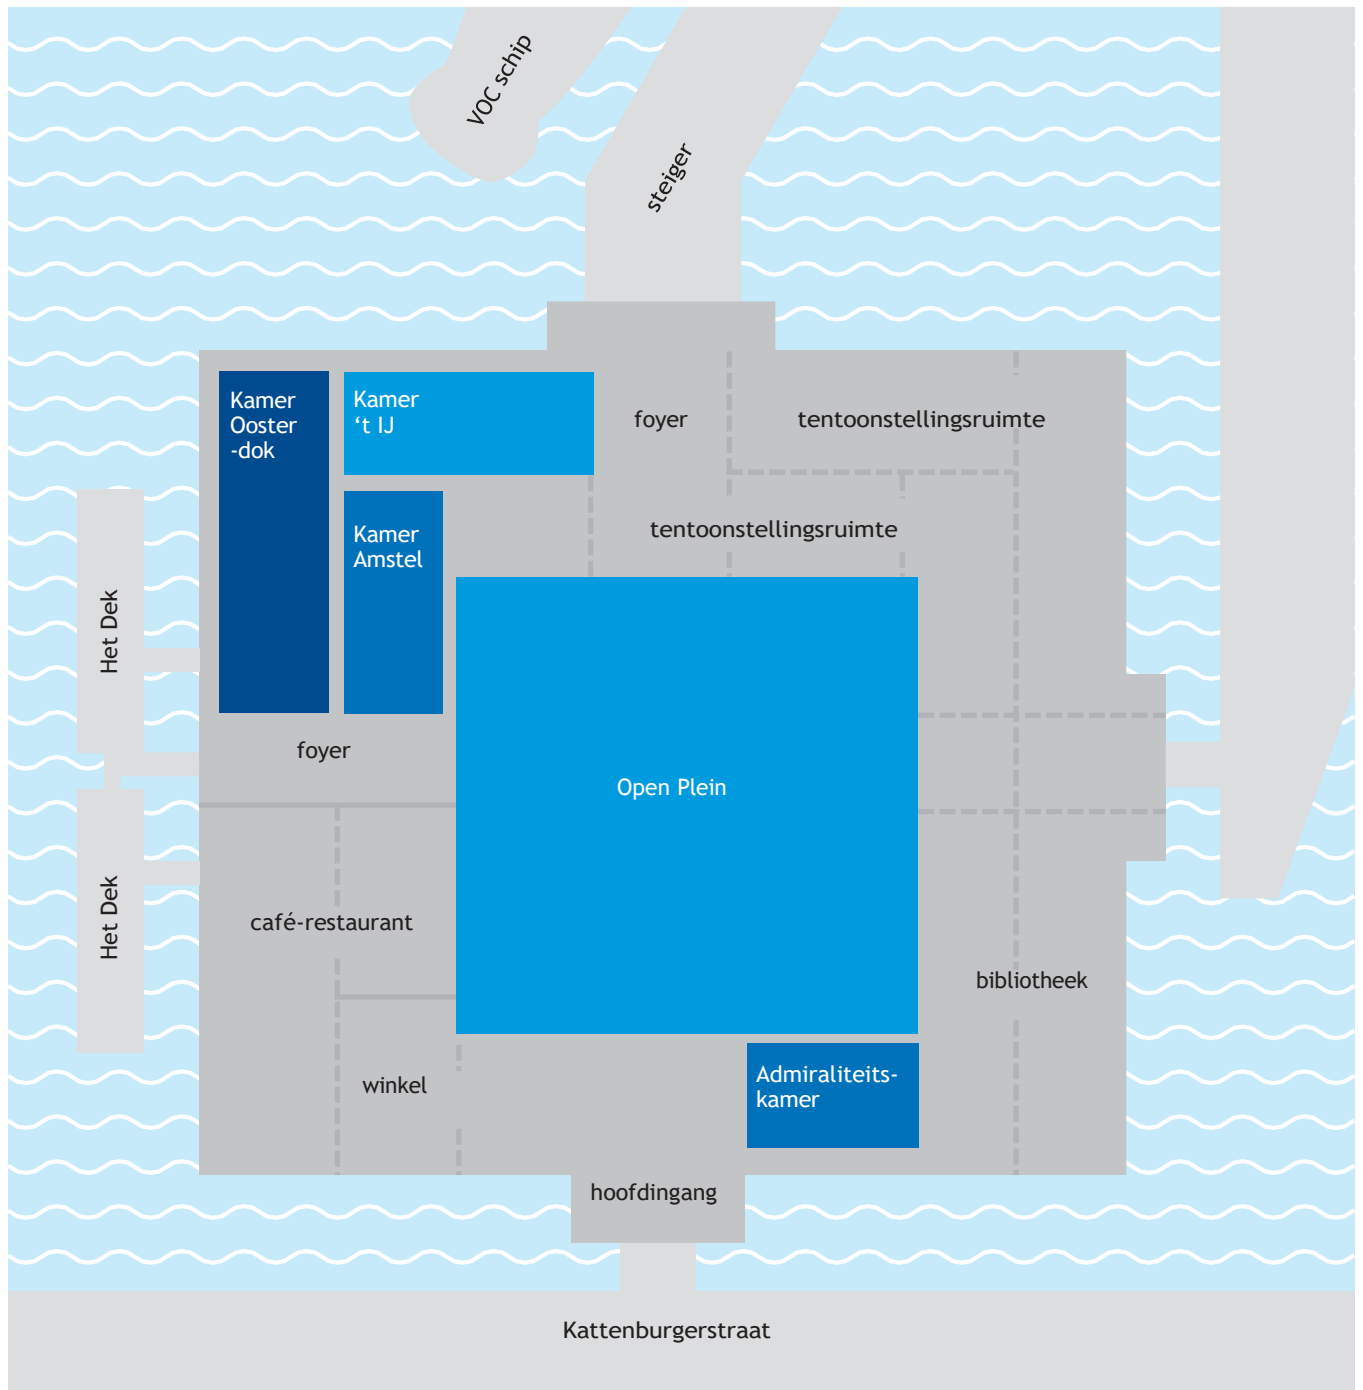 VOC schip
steiger
Kamer
Ooster
-dok
Kamer
‘t IJ
foyer
tentoonstellingsruimte
Kamer
Amstel
tentoonstellingsruimte
Het Dek
foyer
Open Plein
Het Dek
café-restaurant
bibliotheek
winkel
Admiraliteits-
kamer
hoofdingang
Kattenburgerstraat